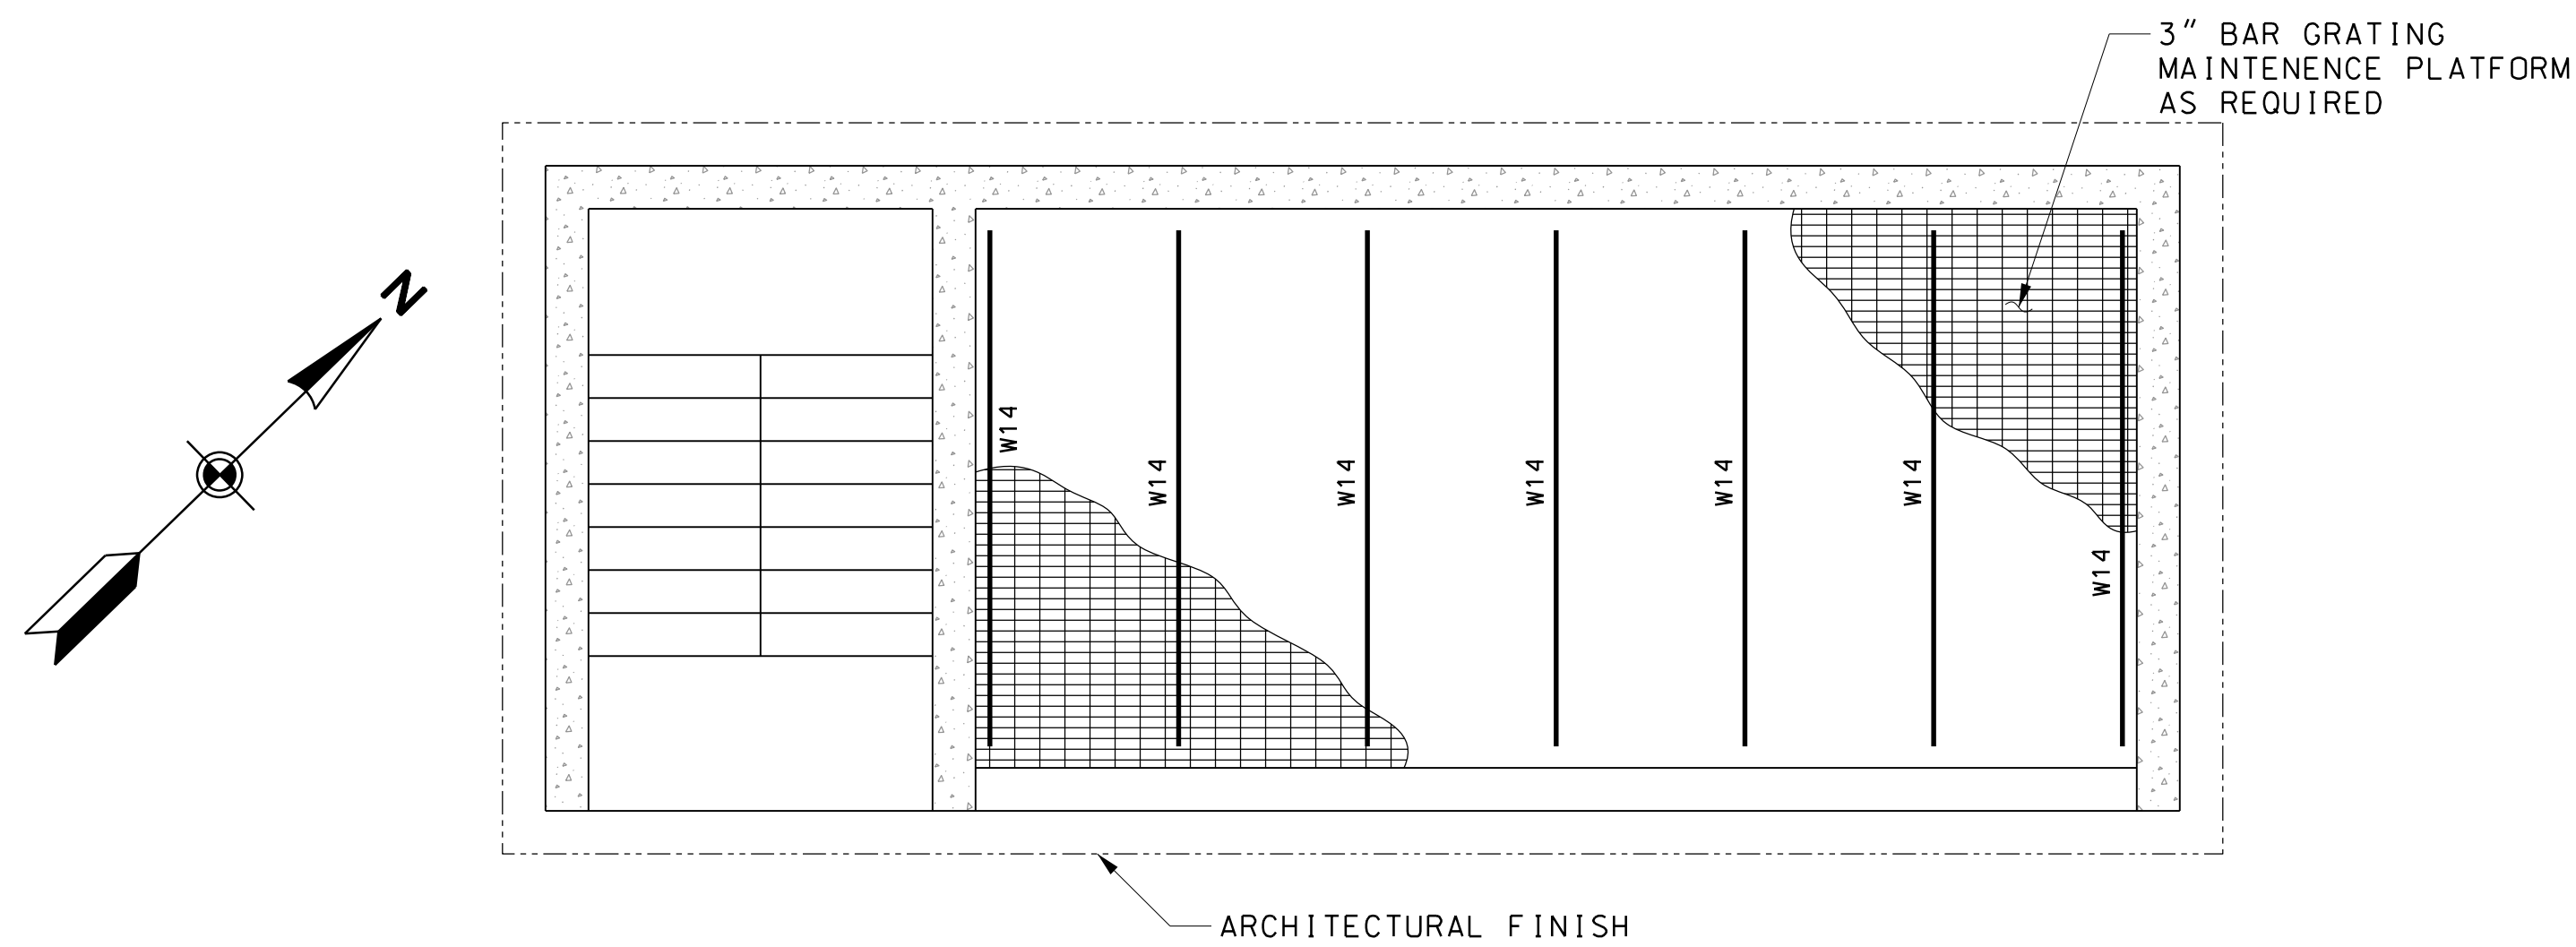 3" BAR GRATING
MAINTENENCE PLATFORM
AS REQUIRED
N
W14
W14
W14
W14
W14
W14
W14
ARCHITECTURAL FINISH